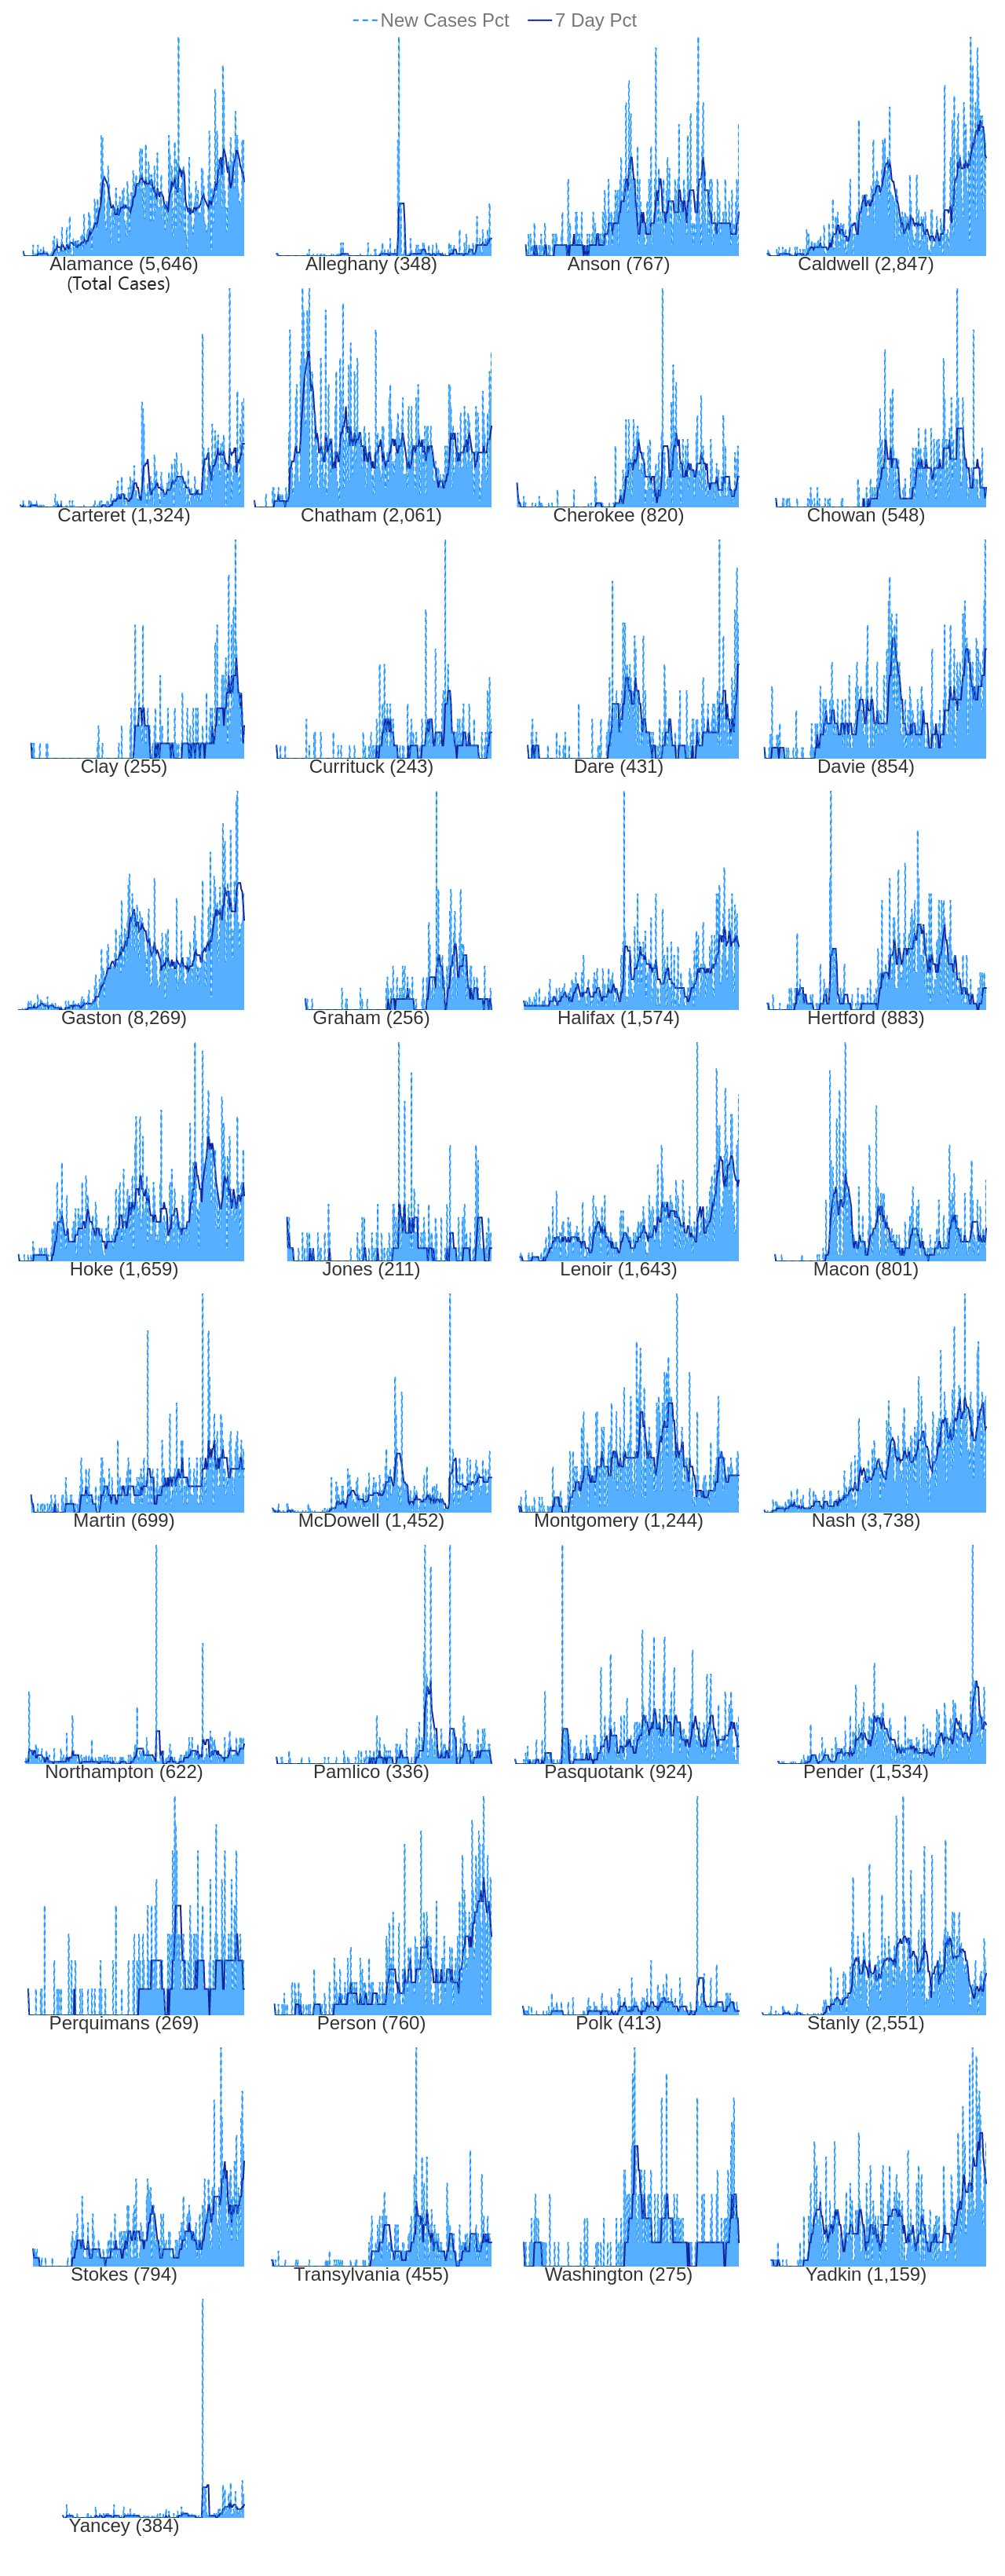 New Cases Pct 7 Day Pct
Alamance (5,646) Alleghany (348) Anson (767) Caldwell (2,847)
(Total Cases)
Carteret (1,324) Chatham (2,061) Cherokee (820) Chowan (548)
Clay (255) Currituck (243) Dare (431) Davie (854)
Gaston (8,269) Graham (256) Halifax (1,574) Hertford (883)
Hoke (1,659) Jones (211) Lenoir (1,643) Macon (801)
Martin (699) McDowell (1,452) Montgomery (1,244) Nash (3,738)
Northampton (622) Pamlico (336) Pasquotank (924) Pender (1,534)
Perquimans (269) Person (760) Polk (413) Stanly (2,551)
Stokes (794) Transylvania (455) Washington (275) Yadkin (1,159)
Yancey (384)